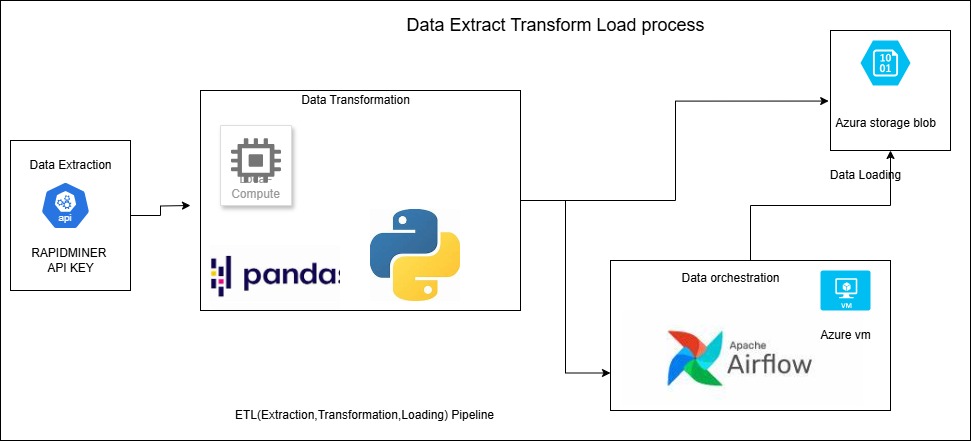 Data Extract Transform Load process
Data Extraction
api
RAPIDMINER
API KEY
Data Transformation
Compute
pandas
10
01
Azura storage blob
Data Loading
Data orchestration
VM
Azure vm
Apache
Airflow
ETL(Extraction,Transformation,Loading) Pipeline